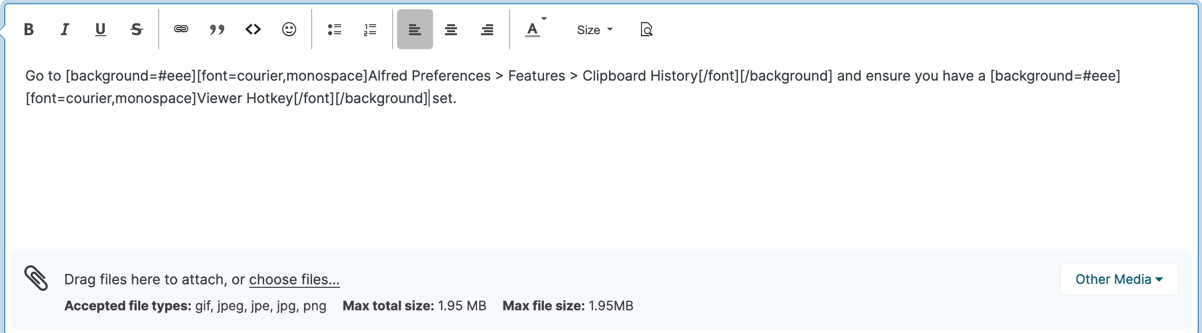 B I U S A Size
Go to [background=#eee][font=courier,monospace]Alfred Preferences > Features > Clipboard History[/font][/background] and ensure you have a [background=#eee]
[font=courier,monospace]Viewer Hotkey[/font][/background] set.
Drag files here to attach, or choose files...
Other Media
Accepted file types: gif, jpeg, jpe, jpg, png Max total size: 1.95 MB Max file size: 1.95MB